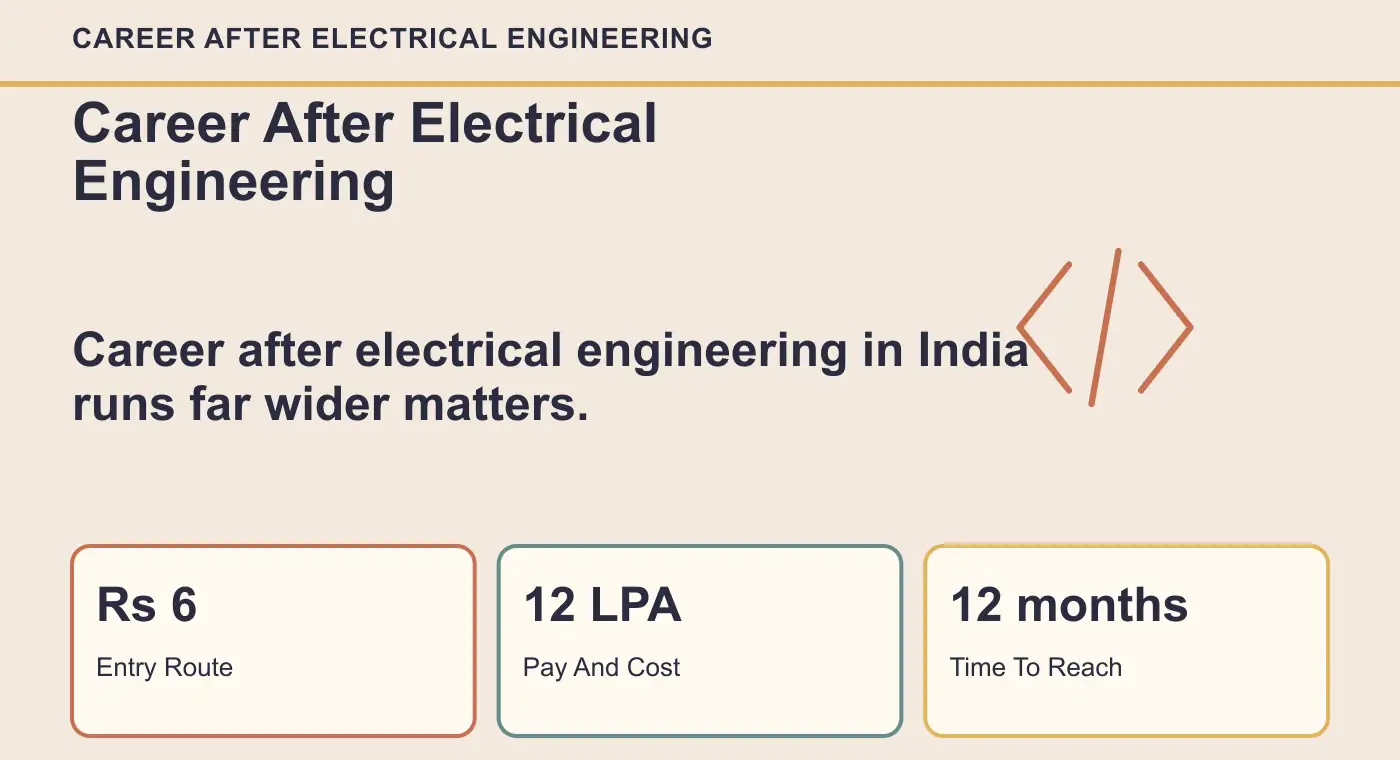 CAREER AFTER ELECTRICAL ENGINEERING
Career After Electrical
Engineering
Career after electrical engineering in India
runs far wider matters.
Rs 6
Entry Route
12 LPA
Pay And Cost
12 months
Time To Reach